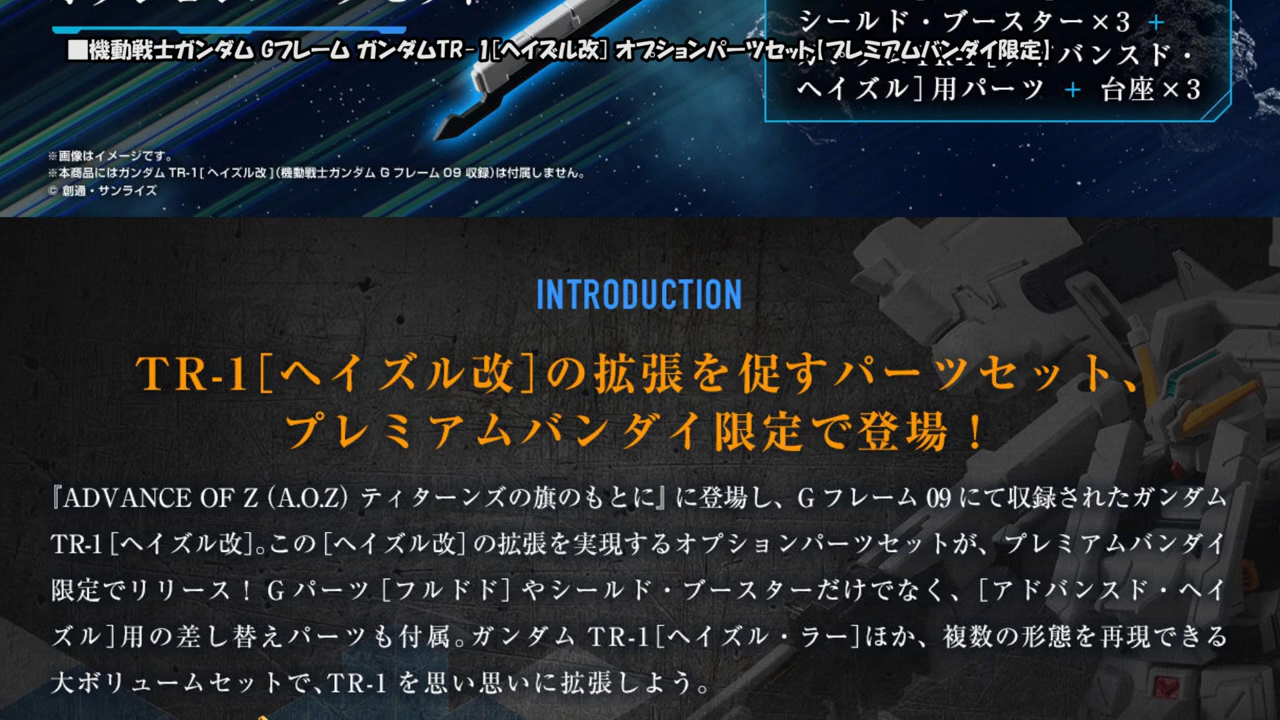 シールド・ブースター×3 +
■機動戦士ガンダム Gフレーム ガンダムTR-1[ヘイズル改] オプションパーツセット【プレミアムバンダイ限定】
バンスド・
ヘイズル]用パーツ + 台座×3
※画像はイメージです。
※本商品にはガンダム TR-1[ヘイズル改](機動戦士ガンダム G フレーム 09 収録)は付属しません。
© 創通・サンライズ
INTRODUCTION
TR-1[ヘイズル改]の拡張を促すパーツセット、
プレミアムバンダイ限定で登場！
『ADVANCE OF Z (A.O.Z) ティターンズの旗のもとに』に登場し、G フレーム 09 にて収録されたガンダム
TR-1[ヘイズル改]。この[ヘイズル改]の拡張を実現するオプションパーツセットが、プレミアムバンダイ
限定でリリース！ G パーツ[フルドド]やシールド・ブースターだけでなく、[アドバンスド・ヘイ
ズル]用の差し替えパーツも付属。ガンダム TR-1[ヘイズル・ラー]ほか、複数の形態を再現できる
大ボリュームセットで、TR-1 を思い思いに拡張しよう。